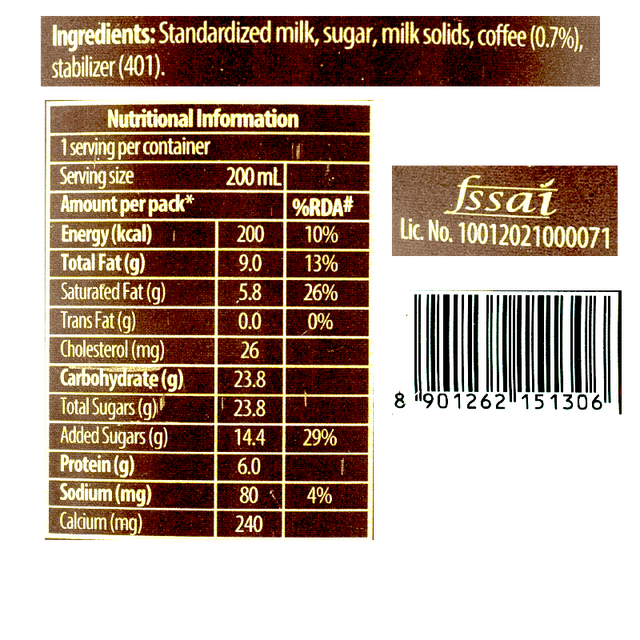 Ingredients: Standardized milk, sugar, milk solids, coffee (0.7%),
stabilizer (401).
Nutritional Information
1 serving per container
Serving size 200 mL
Amount per pack* %RDA#
Energy (kcal) 200 10%
Total Fat (g) 9.0 13%
Saturated Fat (g) 5.8 26%
Trans Fat (g) 0.0 0%
Cholesterol (mg) 26
Carbohydrate (g) 23.8
Total Sugars (g) 23.8
Added Sugars (g) 14.4 29%
Protein (g) 6.0
Sodium (mg) 80 4%
Calcium (mg) 240
fssai
Lic. No. 10012021000071
8 901262 151306